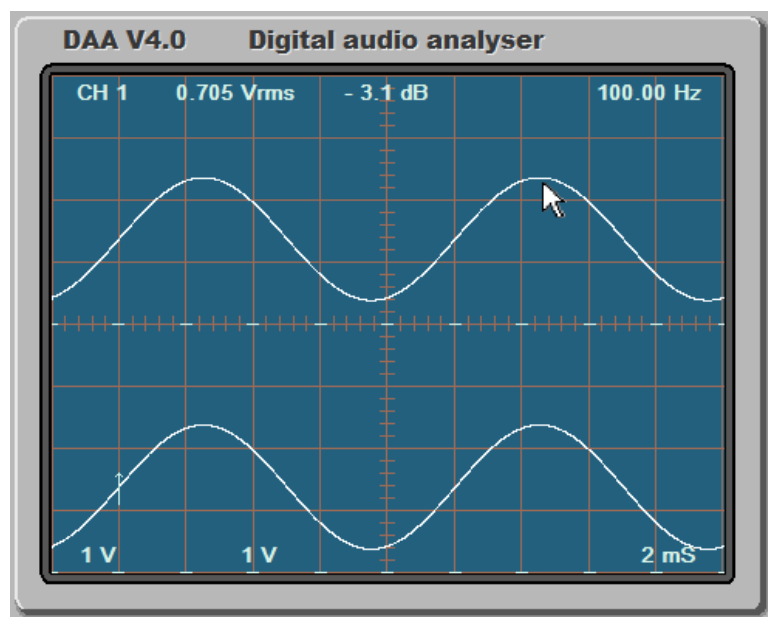 DAA V4.0 Digital audio analyser
CH 1 0.705 Vrms - 3.1 dB 100.00 Hz
1 V 1 V 2 mS